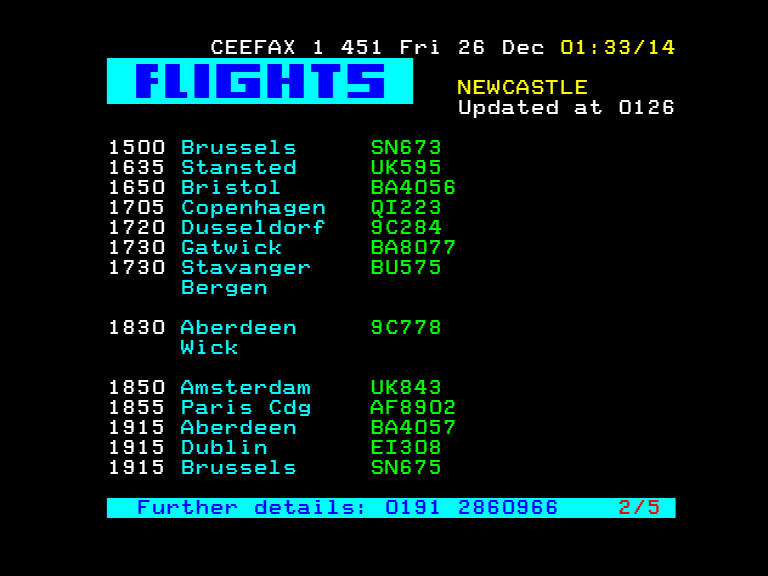 CEEFAX 1 451 Fri 26 Dec 01:33/14
FLIGHTS
NEWCASTLE
Updated at 0126
1500 Brussels SN673
1635 Stansted UK595
1650 Bristol BA4056
1705 Copenhagen QI223
1720 Dusseldorf 9C284
1730 Gatwick BA8077
1730 Stavanger BU575
Bergen
1830 Aberdeen 9C778
Wick
1850 Amsterdam UK843
1855 Paris Cdg AF8902
1915 Aberdeen BA4057
1915 Dublin EI308
1915 Brussels SN675
Further details: 0191 2860966 2/5